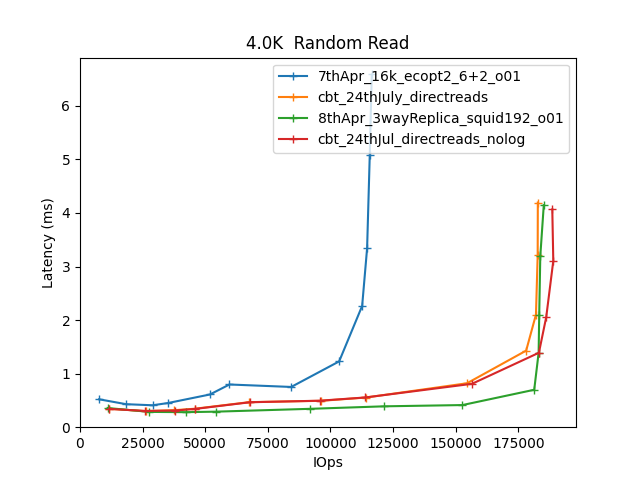 4.0K  Random Read
7thApr_16k_ecopt2_6+2_o01
cbt_24thJuly_directreads
8thApr_3wayReplica_squid192_o01
cbt_24thJul_directreads_nolog
6
5
4
3
2
1
0
Latency (ms)
0 25000 50000 75000 100000 125000 150000 175000
IOps